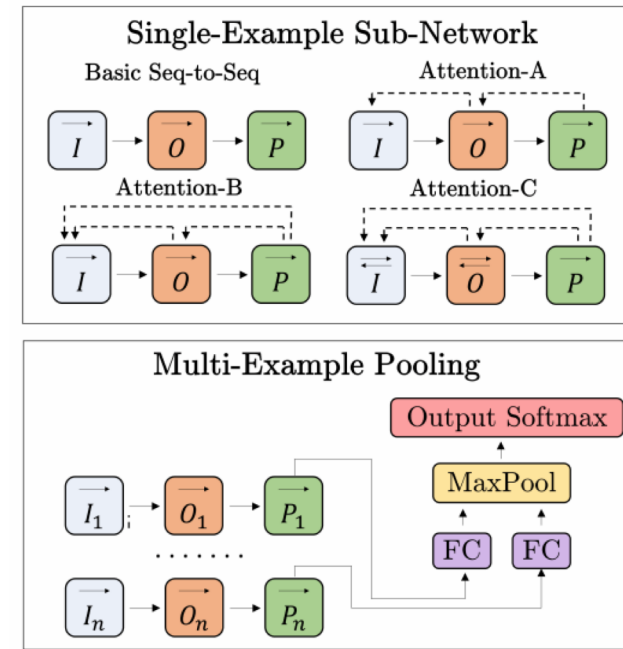 Single-Example Sub-Network
Basic Seq-to-Seq
Attention-A
I O P
I O P
Attention-B
Attention-C
I O P
I O P
Multi-Example Pooling
Output Softmax
MaxPool
I₁ ; O₁ P₁
FC FC
.......
Iₙ Oₙ Pₙ